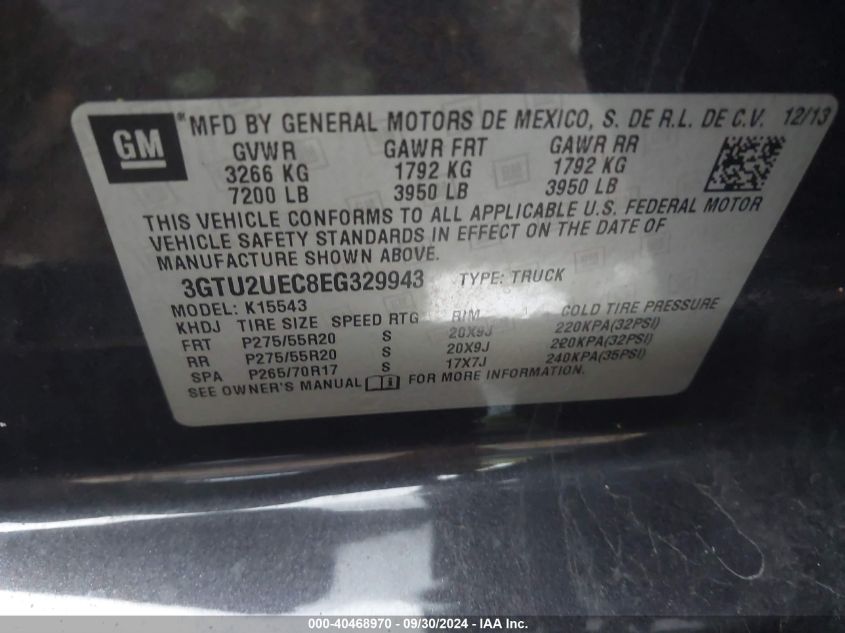 GM ® MFD BY GENERAL MOTORS DE MEXICO, S. DE R.L. DE C.V. 12/13
GVWR GAWR FRT GAWR RR
3266 KG 1792 KG 1792 KG
7200 LB 3950 LB 3950 LB
THIS VEHICLE CONFORMS TO ALL APPLICABLE U.S. FEDERAL MOTOR
VEHICLE SAFETY STANDARDS IN EFFECT ON THE DATE OF
MANUFACTURE SHOWN ABOVE.
3GTU2UEC8EG329943 TYPE: TRUCK
MODEL: K15543
KHDJ TIRE SIZE SPEED RTG RIM COLD TIRE PRESSURE
FRT P275/55R20 S 20X9J 220KPA(32PSI)
RR P275/55R20 S 20X9J 220KPA(32PSI)
SPA P265/70R17 S 17X7J 240KPA(35PSI)
SEE OWNER'S MANUAL FOR MORE INFORMATION.
000-40468970 - 09/30/2024 - IAA Inc.